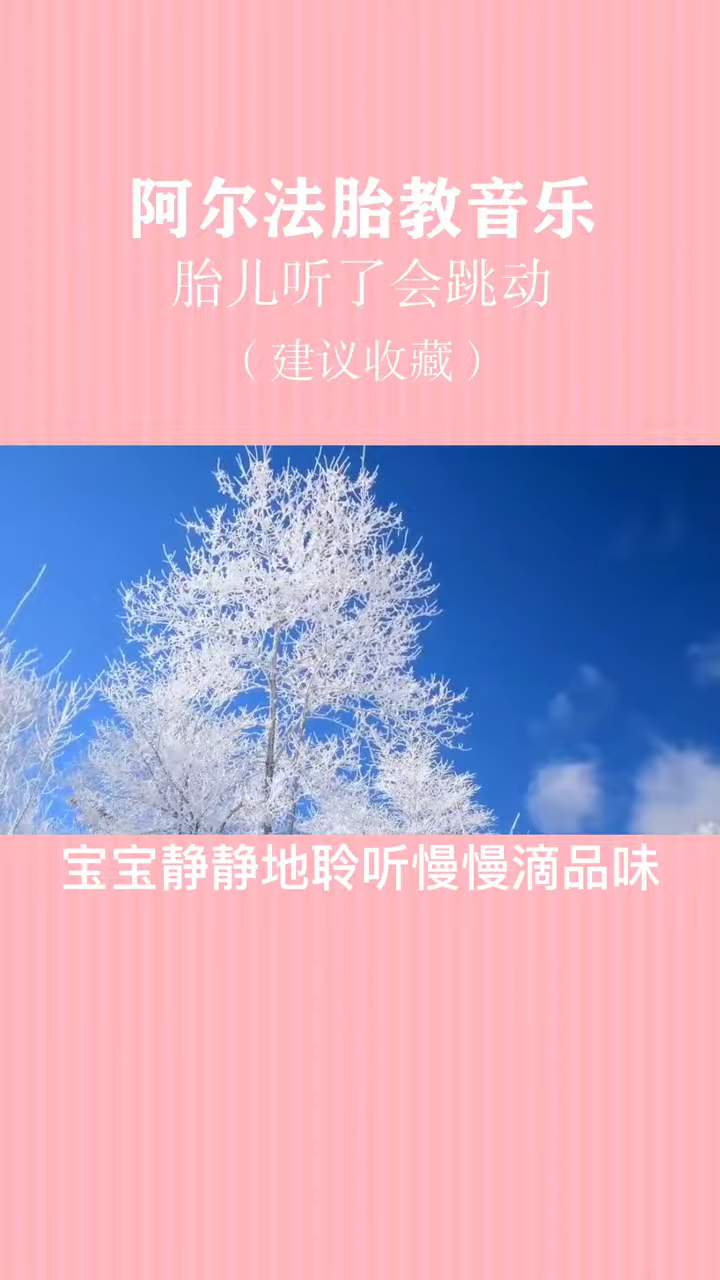 阿尔法胎教音乐
胎儿听了会跳动
（建议收藏）
宝宝静静地聆听慢慢滴品味